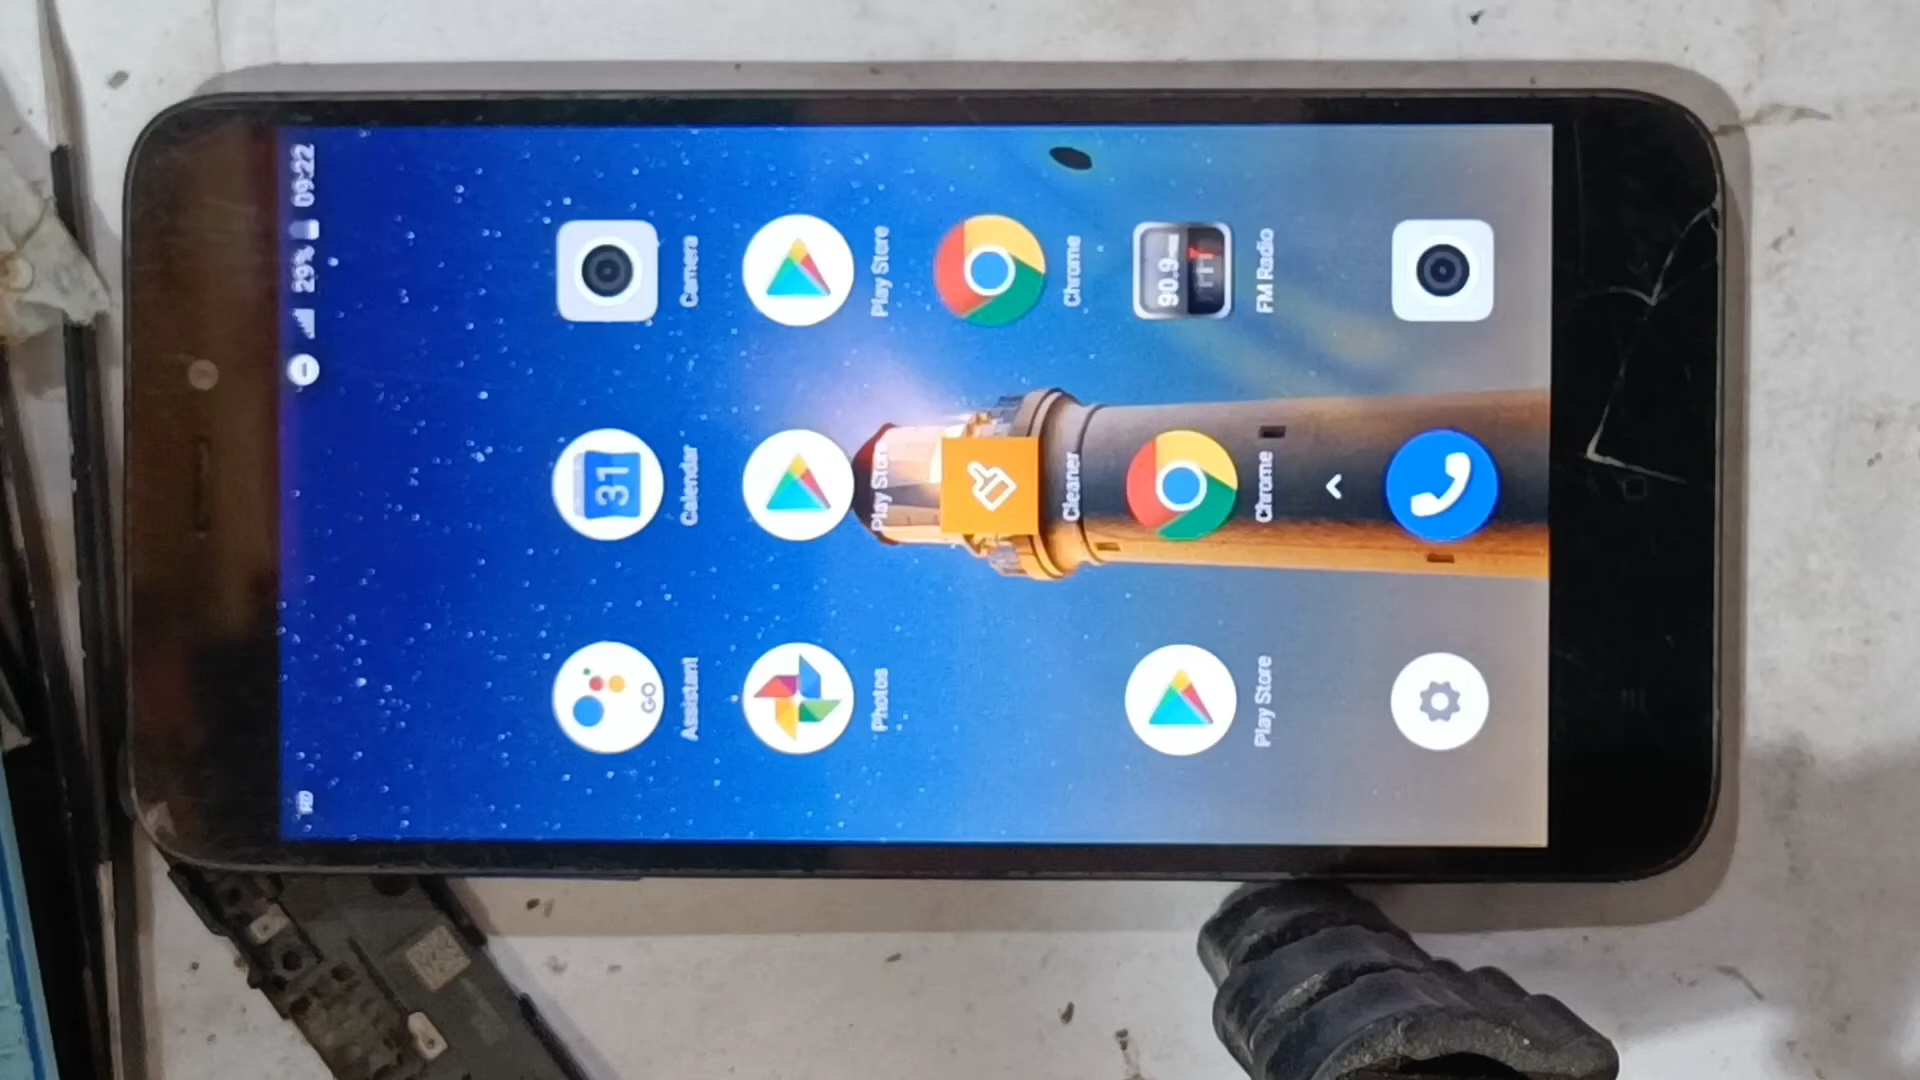 29% 09:22
GO 31
Assistant Calendar Camera
Photos Play Store Play Store
Cleaner Chrome
90.9
Play Store Chrome FM Radio